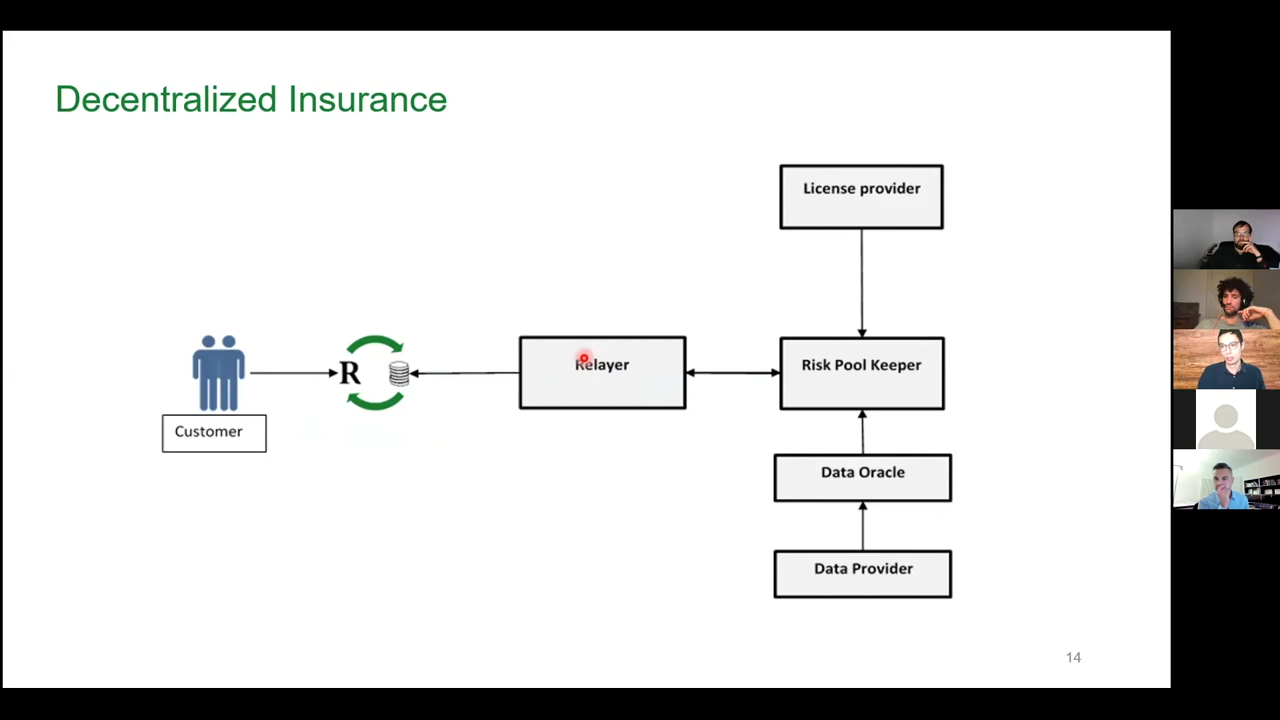 Decentralized Insurance
License provider
R
Relayer
Risk Pool Keeper
Customer
Data Oracle
Data Provider
14